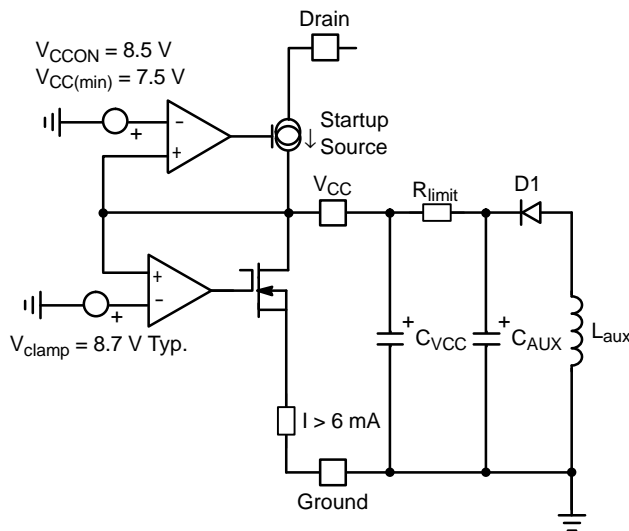 Drain
V_CCON = 8.5 V
V_CC(min) = 7.5 V
−
+
+
↓ Startup
Source
V_CC
R_limit
D1
+
−
+
V_clamp = 8.7 V Typ.
+
C_VCC
+
C_AUX
L_aux
I > 6 mA
Ground